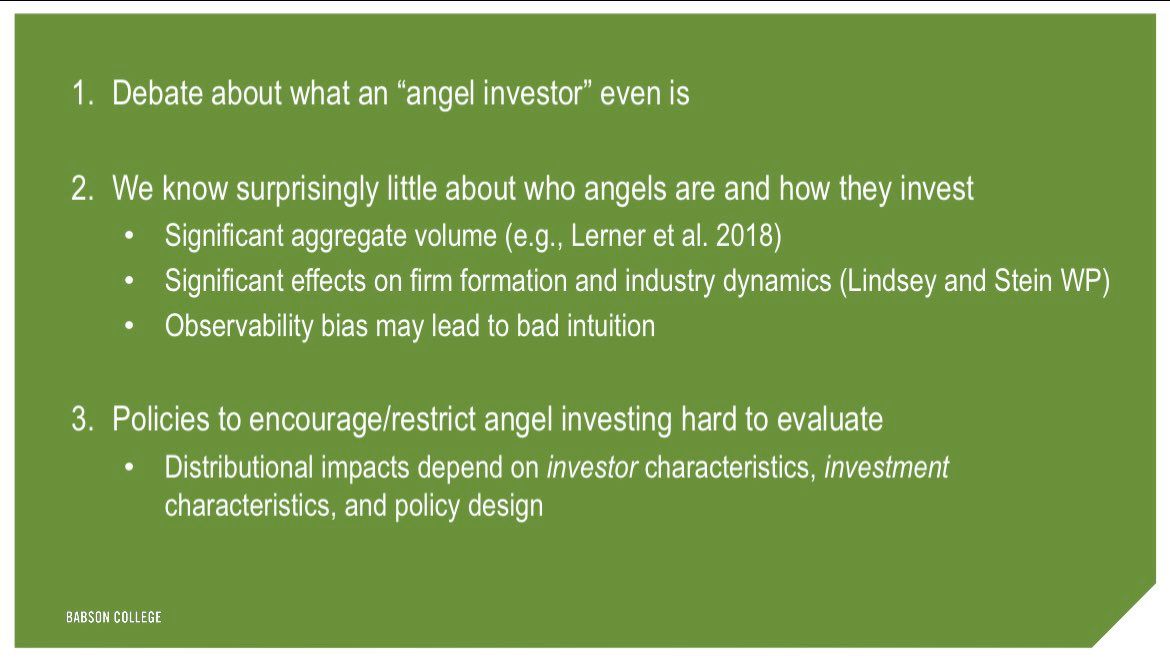 1. Debate about what an “angel investor” even is
2. We know surprisingly little about who angels are and how they invest
• Significant aggregate volume (e.g., Lerner et al. 2018)
• Significant effects on firm formation and industry dynamics (Lindsey and Stein WP)
• Observability bias may lead to bad intuition
3. Policies to encourage/restrict angel investing hard to evaluate
• Distributional impacts depend on investor characteristics, investment
characteristics, and policy design
BABSON COLLEGE